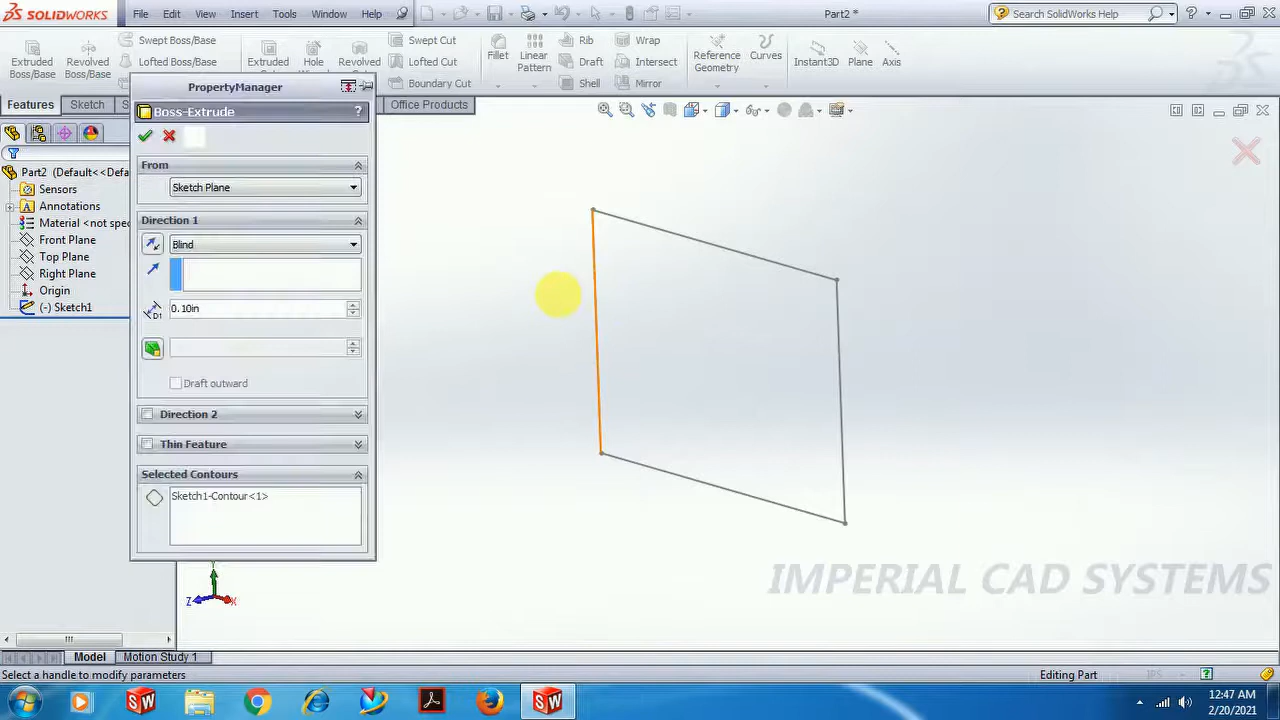 SOLIDWORKS File Edit View Insert Tools Window Help Part2 * Search SolidWorks Help
Extruded Boss/Base
Revolved Boss/Base
Swept Boss/Base
Lofted Boss/Base
Extruded
Hole
Revolved
Swept Cut
Lofted Cut
Boundary Cut
Fillet
Linear Pattern
Rib
Draft
Shell
Wrap
Intersect
Mirror
Reference Geometry
Curves
Instant3D
Plane
Axis
Features Sketch S Office Products
PropertyManager
Boss-Extrude ?
From
Sketch Plane
Direction 1
Blind
D1 0.10in
Draft outward
Direction 2
Thin Feature
Selected Contours
Sketch1-Contour<1>
Part2 (Default<<Defa
Sensors
Annotations
Material <not spe
Front Plane
Top Plane
Right Plane
Origin
(-) Sketch1
IMPERIAL CAD SYSTEMS
Y
Z X
Model Motion Study 1
Select a handle to modify parameters Editing Part IPS
12:47 AM
2/20/2021